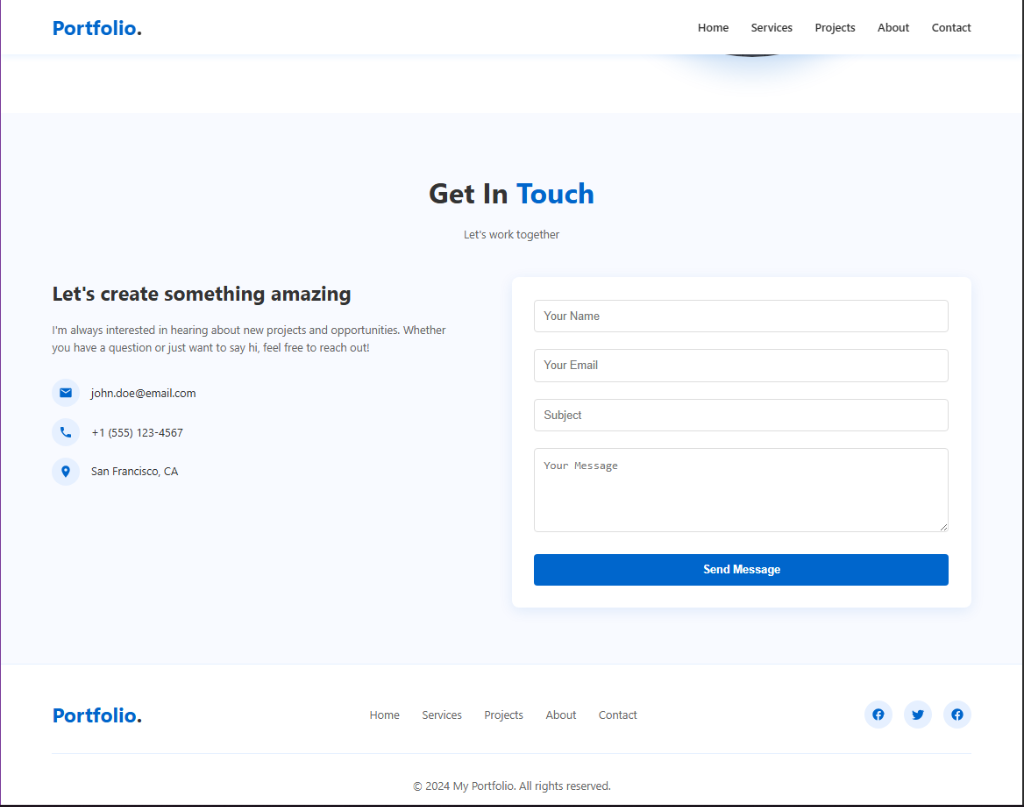 Portfolio.
Home Services Projects About Contact
Get In Touch
Let's work together
Let's create something amazing
I'm always interested in hearing about new projects and opportunities. Whether
you have a question or just want to say hi, feel free to reach out!
john.doe@email.com
+1 (555) 123-4567
San Francisco, CA
Your Name
Your Email
Subject
Your Message
Send Message
Portfolio.
Home Services Projects About Contact
© 2024 My Portfolio. All rights reserved.